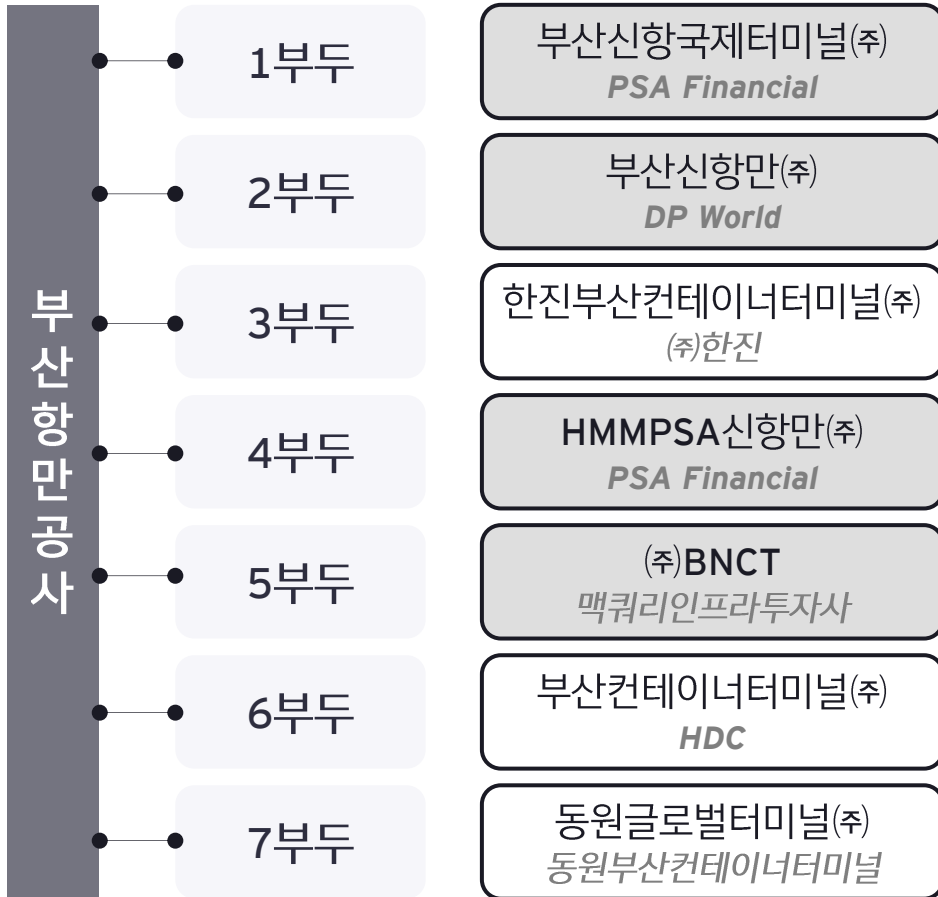 부산항만공사
1부두
부산신항국제터미널㈜
PSA Financial
2부두
부산신항만㈜
DP World
3부두
한진부산컨테이너터미널㈜
㈜한진
4부두
HMMPSA신항만㈜
PSA Financial
5부두
㈜BNCT
맥쿼리인프라투자사
6부두
부산컨테이너터미널㈜
HDC
7부두
동원글로벌터미널㈜
동원부산컨테이너터미널